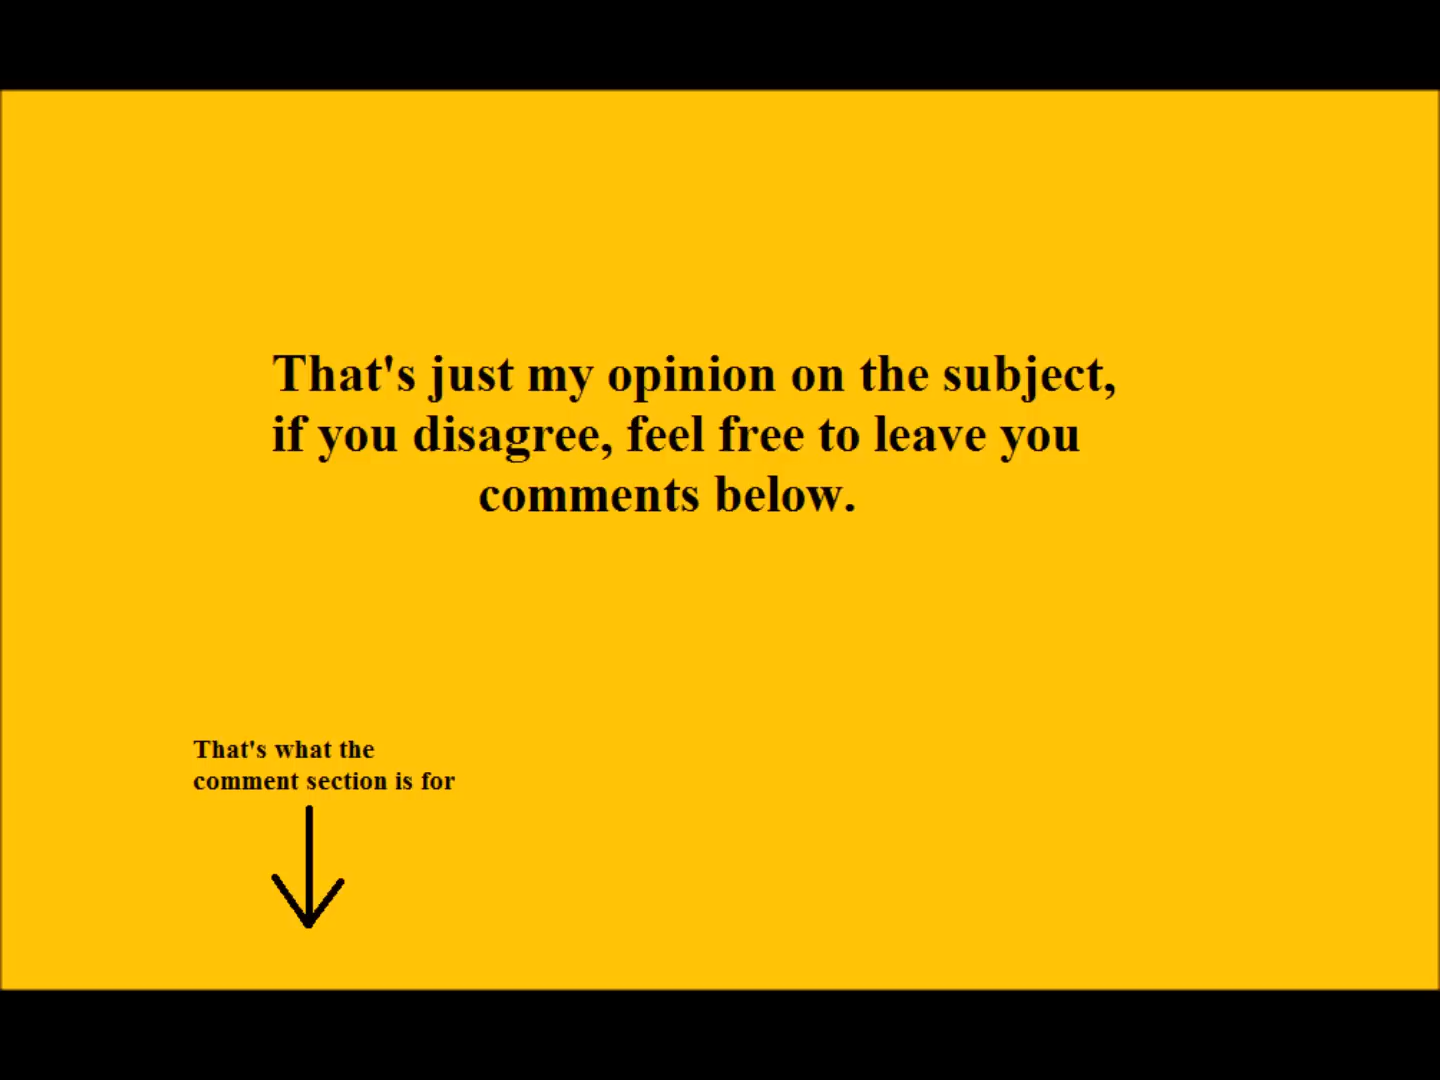 That's just my opinion on the subject,
if you disagree, feel free to leave you
comments below.
That's what the
comment section is for